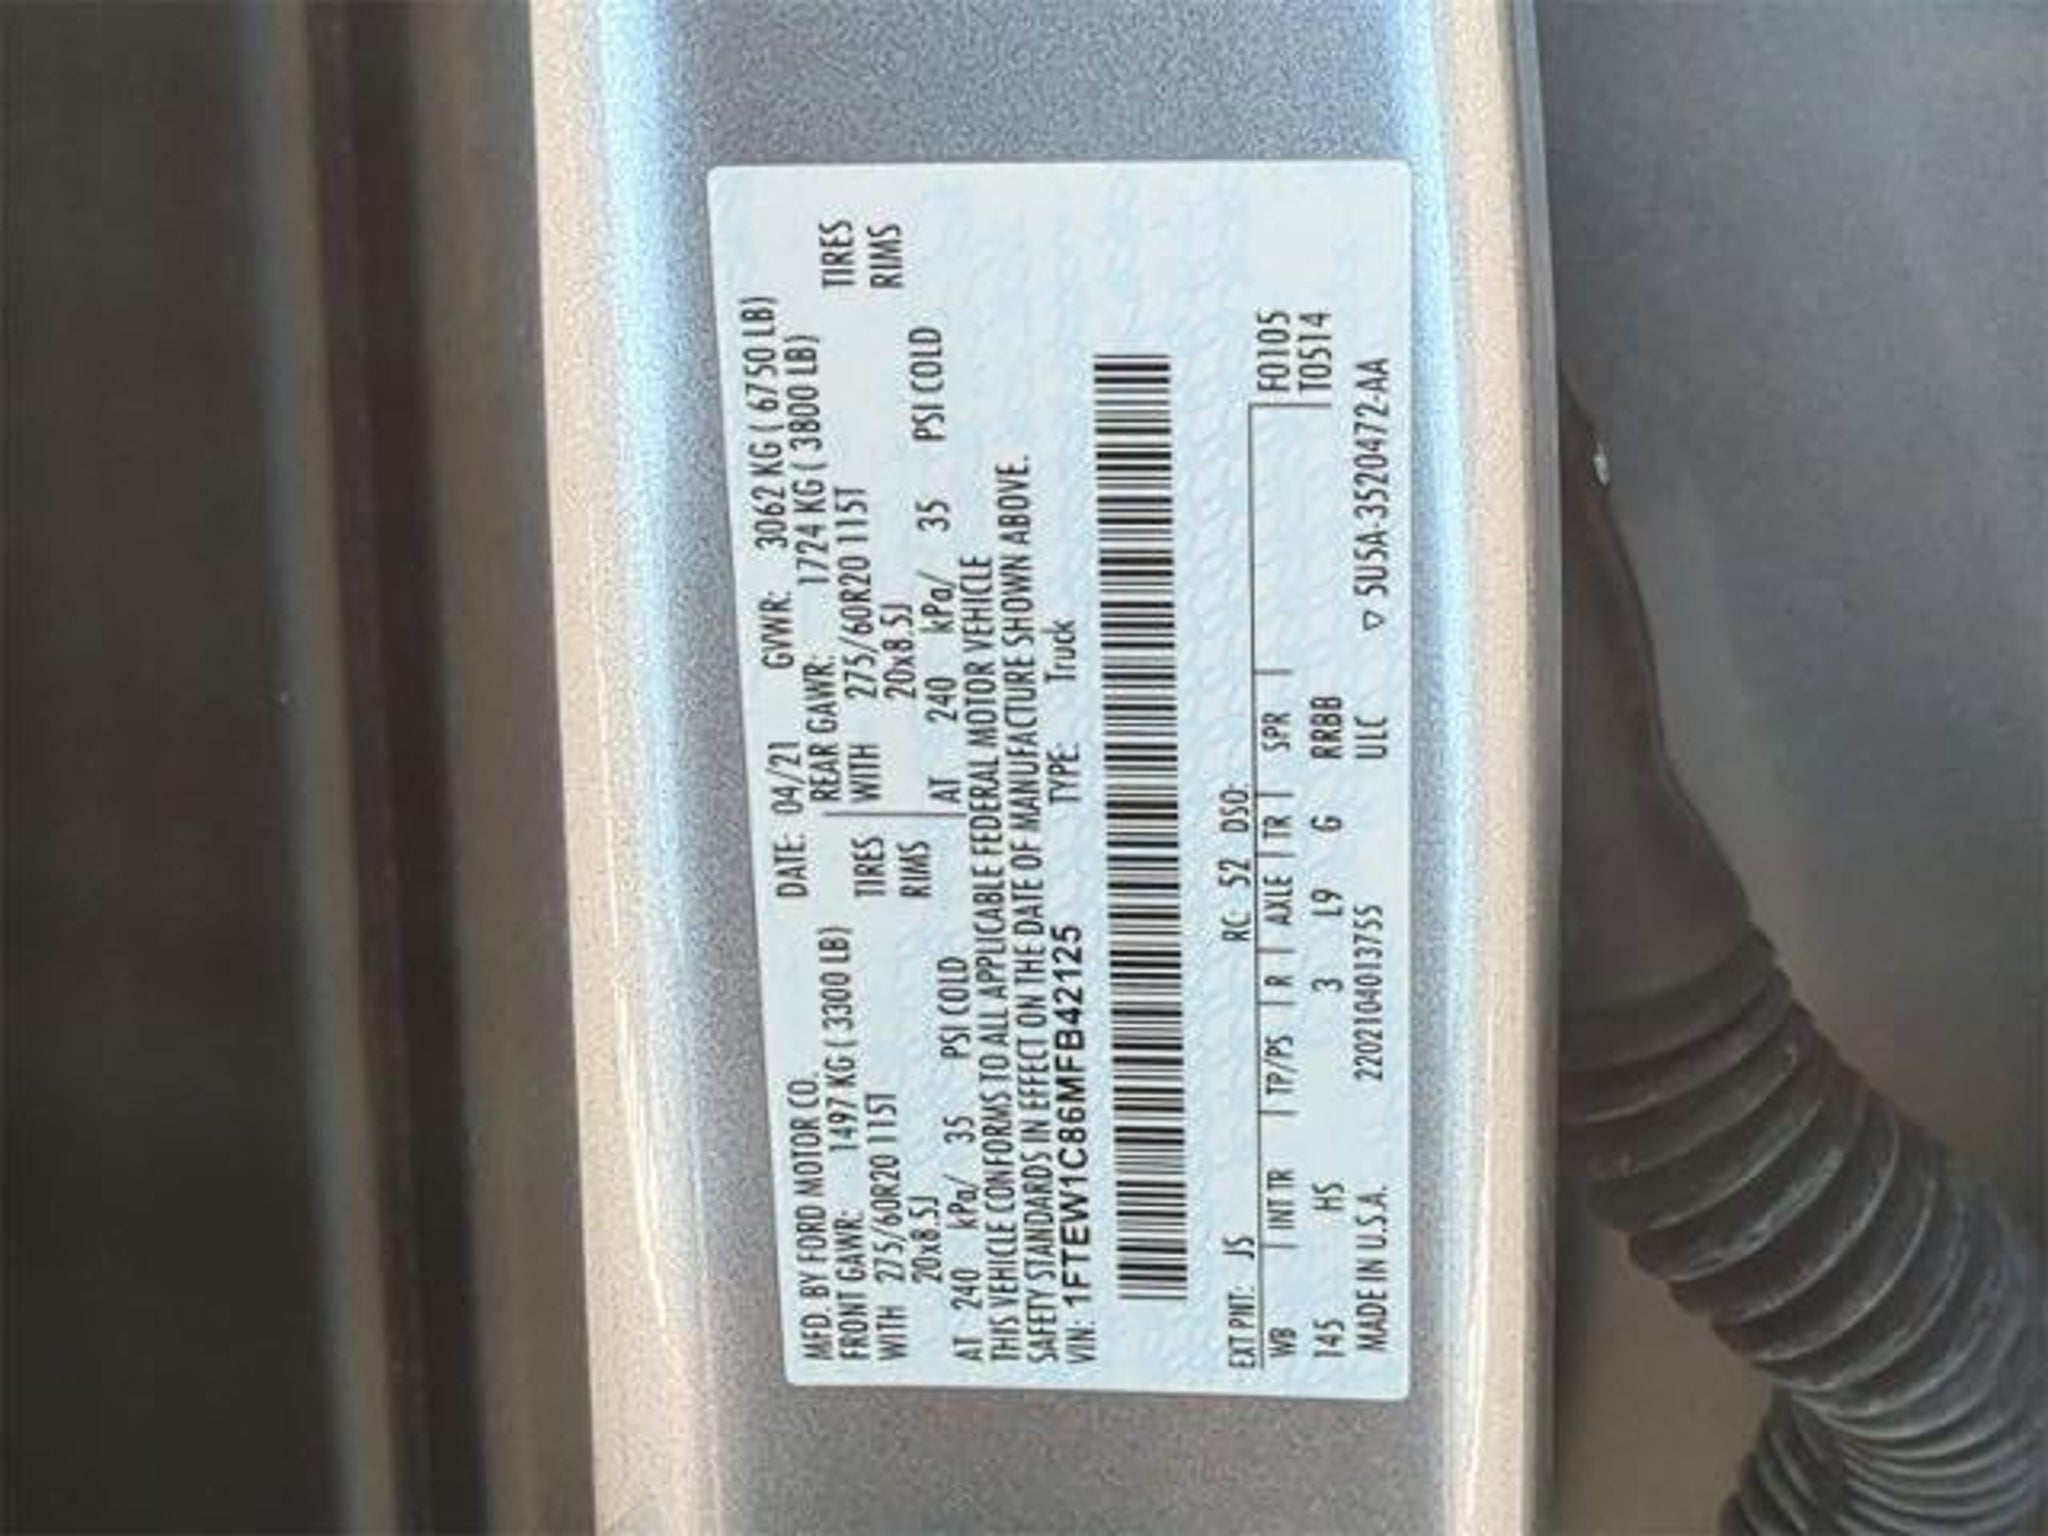 MFD. BY FORD MOTOR CO. DATE: 04/21 GVWR: 3062 KG ( 6750 LB)
FRONT GAWR: 1497 KG ( 3300 LB) REAR GAWR: 1724 KG ( 3800 LB)
WITH 275/60R20 115T TIRES WITH 275/60R20 115T TIRES
20x8.5J RIMS 20x8.5J RIMS
AT 240 kPa/ 35 PSI COLD AT 240 kPa/ 35 PSI COLD
THIS VEHICLE CONFORMS TO ALL APPLICABLE FEDERAL MOTOR VEHICLE
SAFETY STANDARDS IN EFFECT ON THE DATE OF MANUFACTURE SHOWN ABOVE.
VIN: 1FTEW1C86MFB42125 TYPE: Truck
EXT PNT: JS RC: 52 DSO:
WB | INT TR | TP/PS | R | AXLE | TR | SPR | F0105
145 HS 3 L9 G RRBB T0514
MADE IN U.S.A. 2202104013755 ULC ▽ 5U5A-3520472-AA